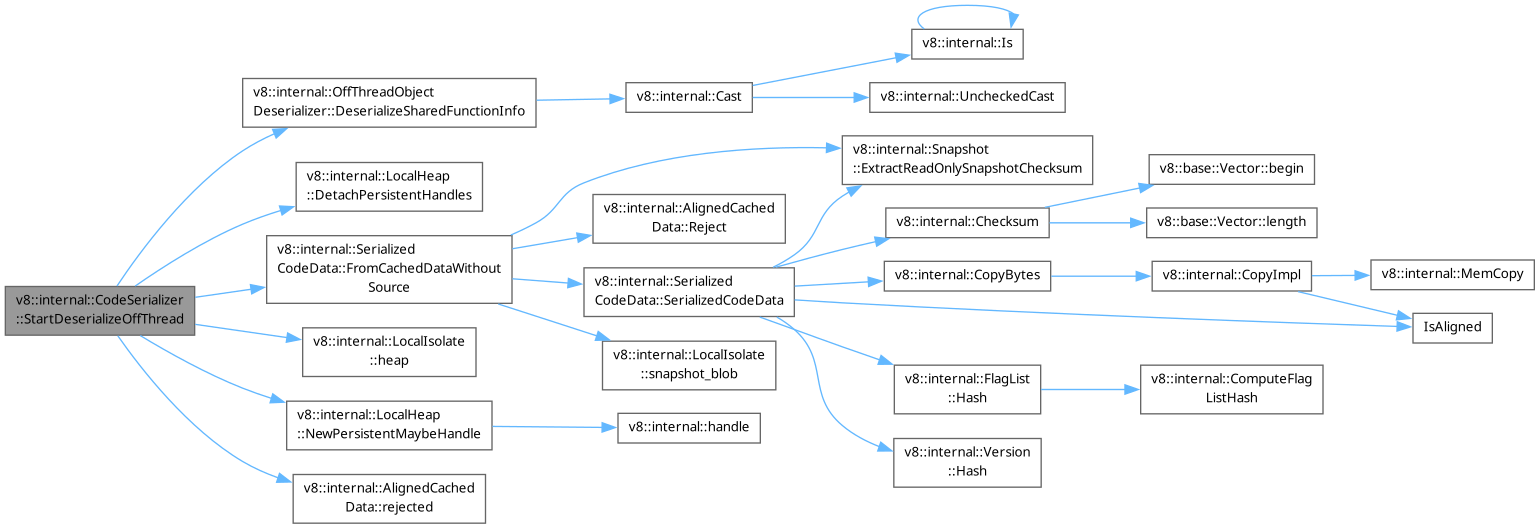 v8::internal::CodeSerializer
::StartDeserializeOffThread
v8::internal::OffThreadObject
Deserializer::DeserializeSharedFunctionInfo
v8::internal::LocalHeap
::DetachPersistentHandles
v8::internal::Serialized
CodeData::FromCachedDataWithout
Source
v8::internal::LocalIsolate
::heap
v8::internal::LocalHeap
::NewPersistentMaybeHandle
v8::internal::AlignedCached
Data::rejected
v8::internal::Cast
v8::internal::AlignedCached
Data::Reject
v8::internal::Serialized
CodeData::SerializedCodeData
v8::internal::LocalIsolate
::snapshot_blob
v8::internal::handle
v8::internal::Is
v8::internal::UncheckedCast
v8::internal::Snapshot
::ExtractReadOnlySnapshotChecksum
v8::internal::Checksum
v8::internal::CopyBytes
v8::internal::FlagList
::Hash
v8::internal::Version
::Hash
v8::base::Vector::begin
v8::base::Vector::length
v8::internal::CopyImpl
v8::internal::ComputeFlag
ListHash
v8::internal::MemCopy
IsAligned